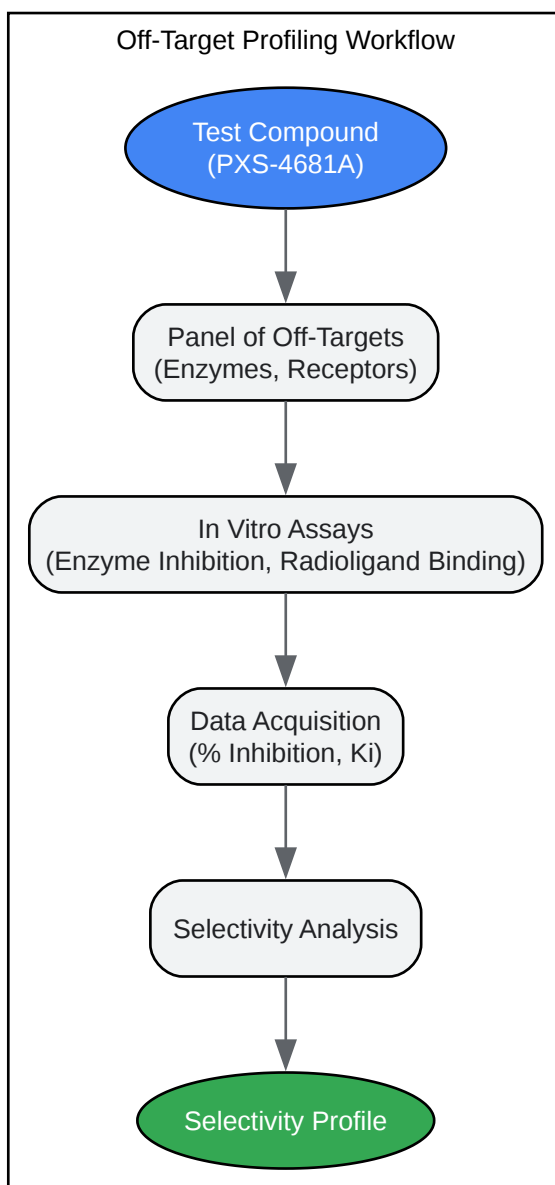 Off-Target Profiling Workflow
Test Compound
(PXS-4681A)
Panel of Off-Targets
(Enzymes, Receptors)
In Vitro Assays
(Enzyme Inhibition, Radioligand Binding)
Data Acquisition
(% Inhibition, Ki)
Selectivity Analysis
Selectivity Profile